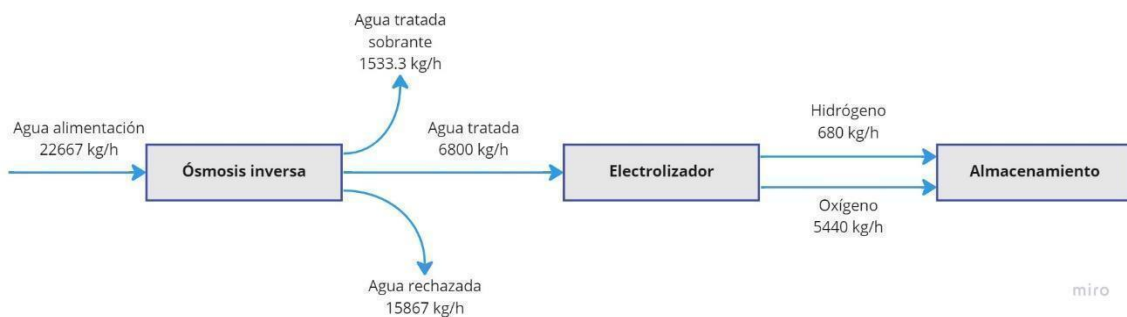 Agua tratada
sobrante
1533.3 kg/h
Agua alimentación
22667 kg/h
Ósmosis inversa
Agua tratada
6800 kg/h
Agua rechazada
15867 kg/h
Electrolizador
Hidrógeno
680 kg/h
Oxígeno
5440 kg/h
Almacenamiento
miro